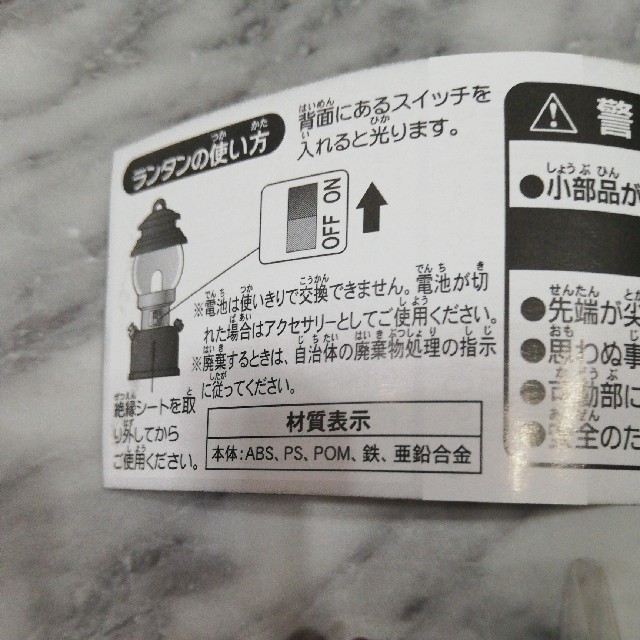 ランタンの使い方
背面にあるスイッチを
入れると光ります。
OFF ON
※電池は使いきりで交換できません。電池が切
れた場合はアクセサリーとしてご使用ください。
※廃棄するときは、自治体の廃棄物処理の指示
に従ってください。
絶縁シートを取
り外してから
ご使用ください。
材質表示
本体:ABS、PS、POM、鉄、亜鉛合金
警
●小部品が
●先端が尖
●思わぬ事
●可動部に
●安全のた